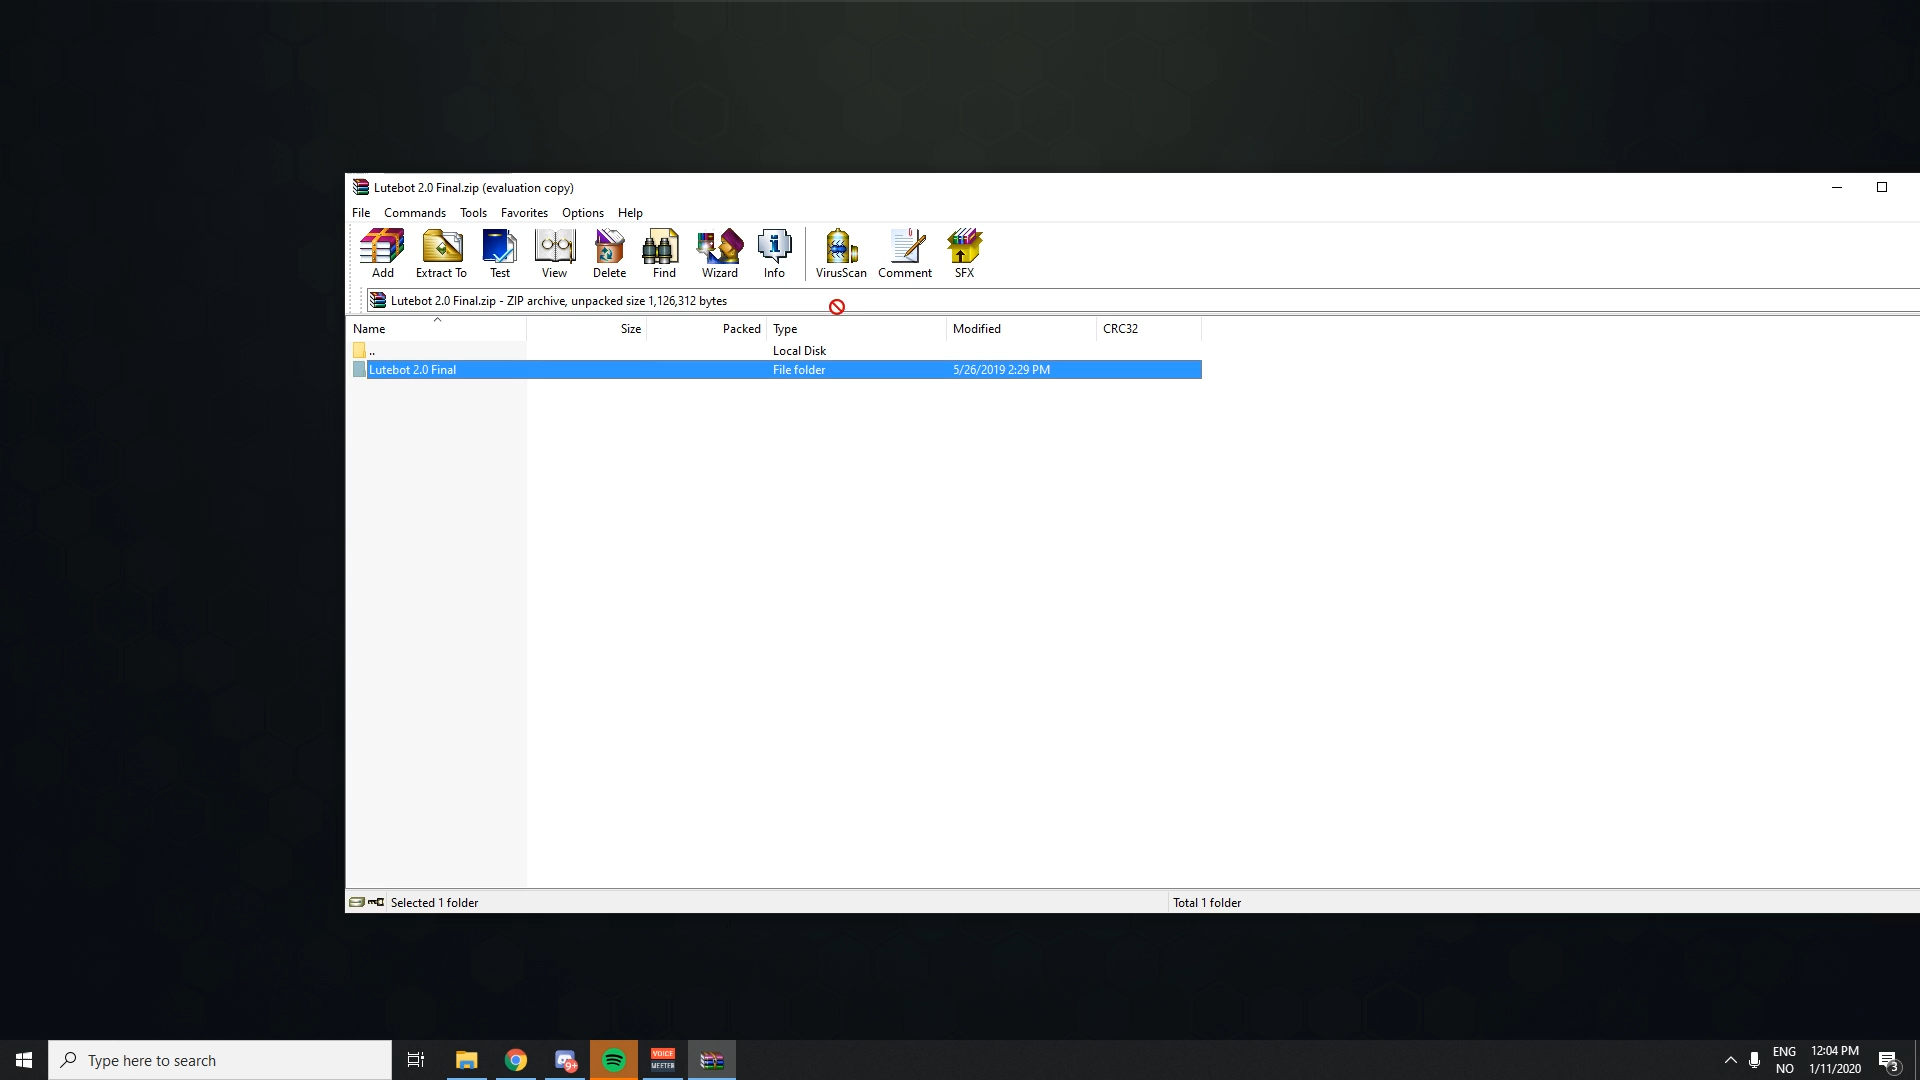 Lutebot 2.0 Final.zip (evaluation copy)
File Commands Tools Favorites Options Help
Add Extract To Test View Delete Find Wizard Info VirusScan Comment SFX
Lutebot 2.0 Final.zip - ZIP archive, unpacked size 1,126,312 bytes
Name Size Packed Type Modified CRC32
.. Local Disk
Lutebot 2.0 Final File folder 5/26/2019 2:29 PM
Selected 1 folder Total 1 folder
Type here to search
9+
VOICE
MEETER
ENG
NO
12:04 PM
1/11/2020
3